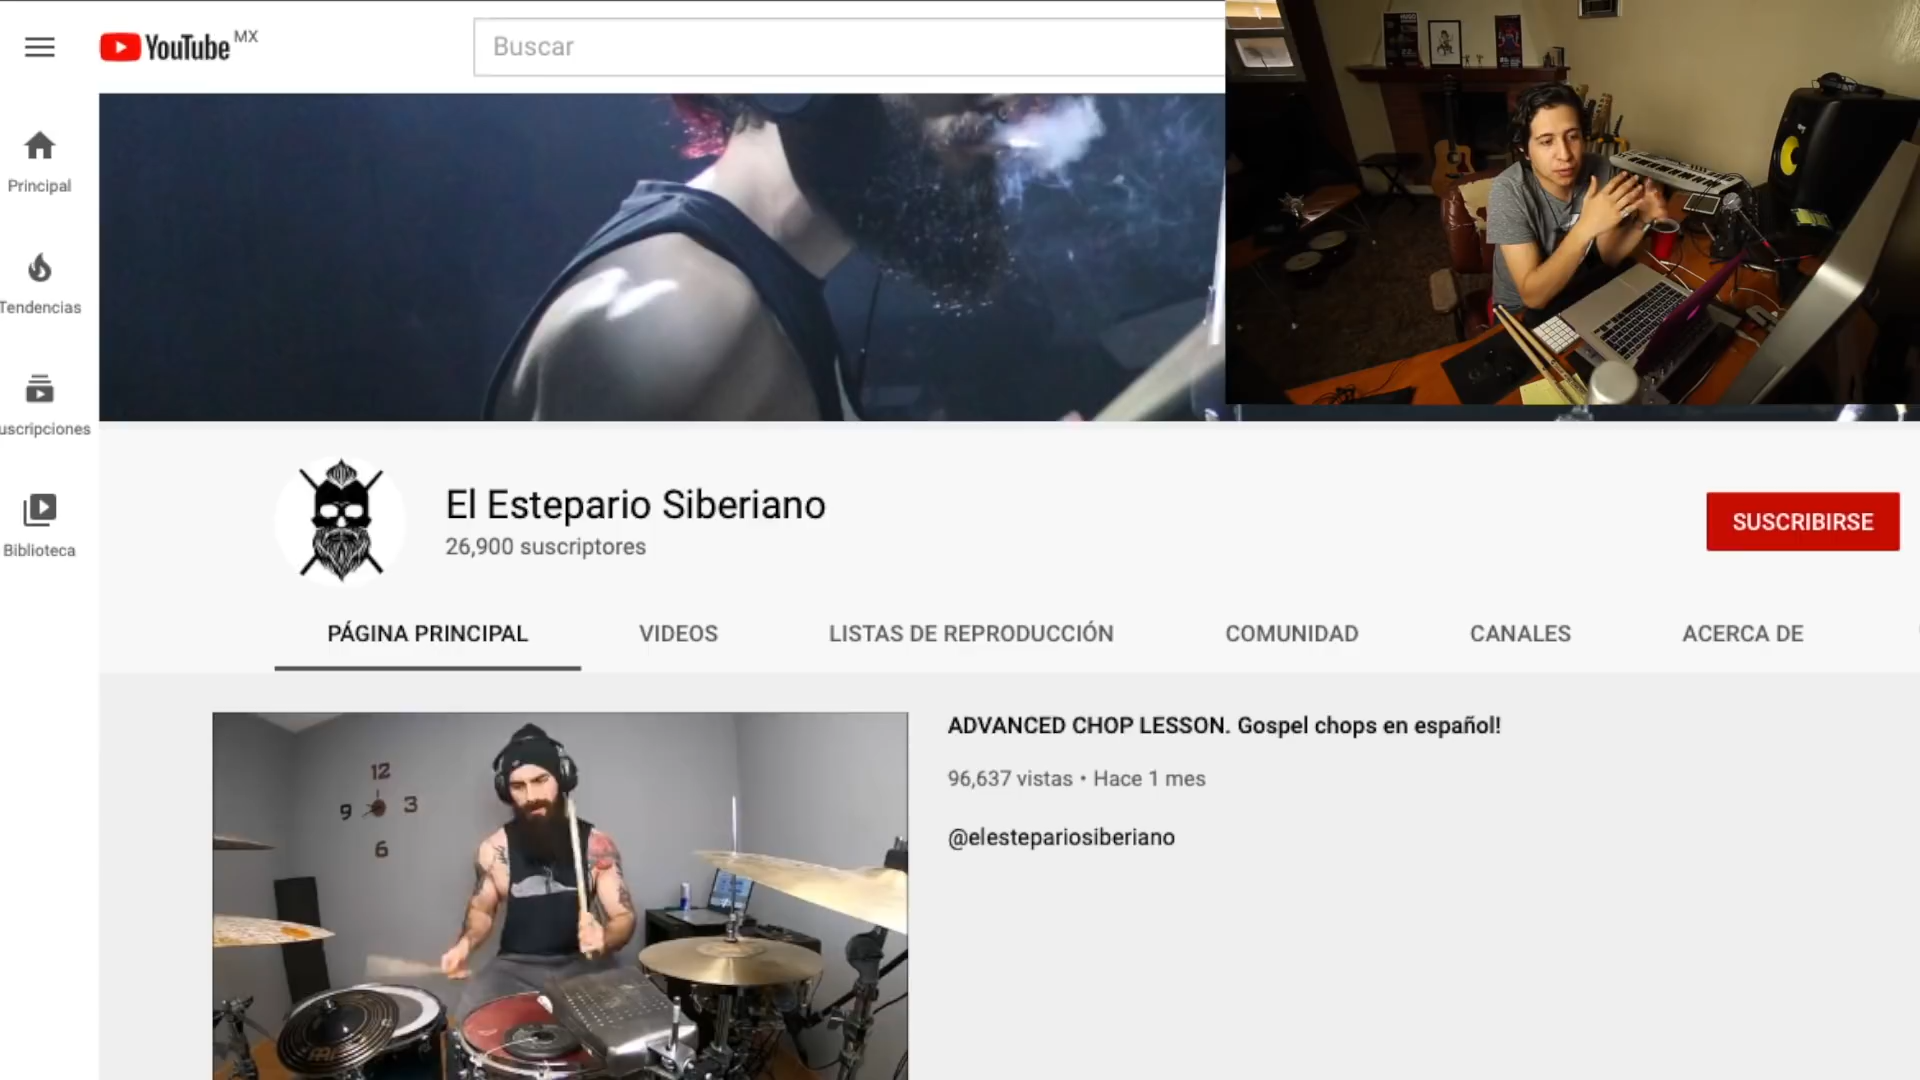 YouTube MX
Buscar
Principal
Tendencias
uscripciones
Biblioteca
El Estepario Siberiano
26,900 suscriptores
SUSCRIBIRSE
PÁGINA PRINCIPAL
VIDEOS
LISTAS DE REPRODUCCIÓN
COMUNIDAD
CANALES
ACERCA DE
ADVANCED CHOP LESSON. Gospel chops en español!
96,637 vistas • Hace 1 mes
@elestepariosiberiano
12
9
3
6